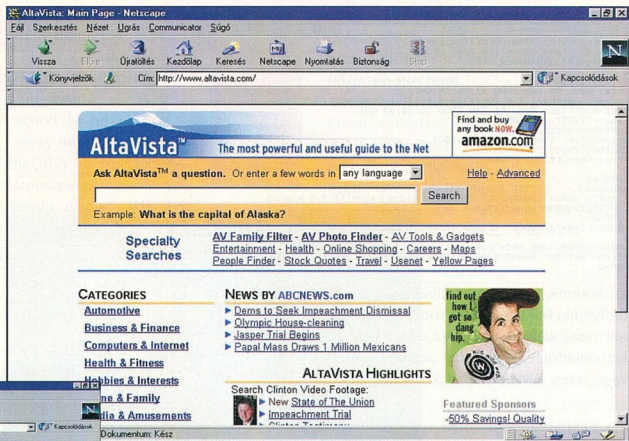 AltaVista: Main Page - Netscape
Fájl Szerkesztés Nézet Ugrás Communicator Súgó
Vissza Előre Újratöltés Kezdőlap Keresés Netscape Nyomtatás Biztonság Stop
Könyvjelzők Cím: http://www.altavista.com/ Kapcsolódások
AltaVista™ The most powerful and useful guide to the Net
Find and buy
any book NOW.
amazon.com
Ask AltaVista™ a question. Or enter a few words in any language Help - Advanced
Search
Example: What is the capital of Alaska?
Specialty
Searches
AV Family Filter - AV Photo Finder - AV Tools & Gadgets
Entertainment - Health - Online Shopping - Careers - Maps
People Finder - Stock Quotes - Travel - Usenet - Yellow Pages
CATEGORIES
Automotive
Business & Finance
Computers & Internet
Health & Fitness
Hobbies & Interests
me & Family
dia & Amusements
NEWS BY ABCNEWS.com
Dems to Seek Impeachment Dismissal
Olympic House-cleaning
Jasper Trial Begins
Papal Mass Draws 1 Million Mexicans
ALTAVISTA HIGHLIGHTS
Search Clinton Video Footage:
New State of The Union
Impeachment Trial
Clinton Testimony
find out
how I
got so
dang
hip.
Featured Sponsors
-50% Savings! Quality
Kapcsolódások
Dokumentum: Kész